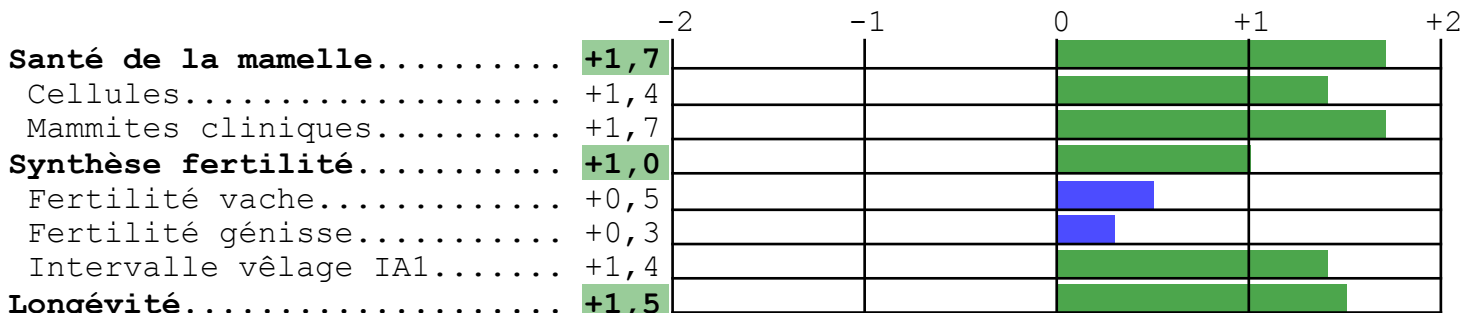 -2 -1 0 +1 +2
Santé de la mamelle.......... +1,7
Cellules.................... +1,4
Mammites cliniques.......... +1,7
Synthèse fertilité........... +1,0
Fertilité vache............. +0,5
Fertilité génisse........... +0,3
Intervalle vêlage IA1....... +1,4
Longévité.................... +1,5